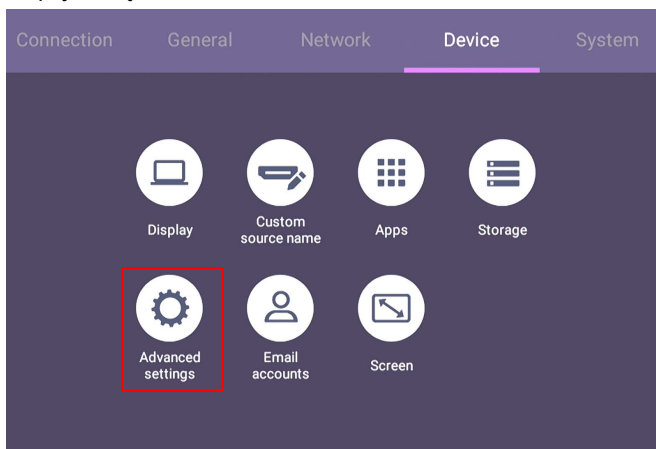 Connection General Network Device System
Display
Custom
source name
Apps
Storage
Advanced
settings
Email
accounts
Screen